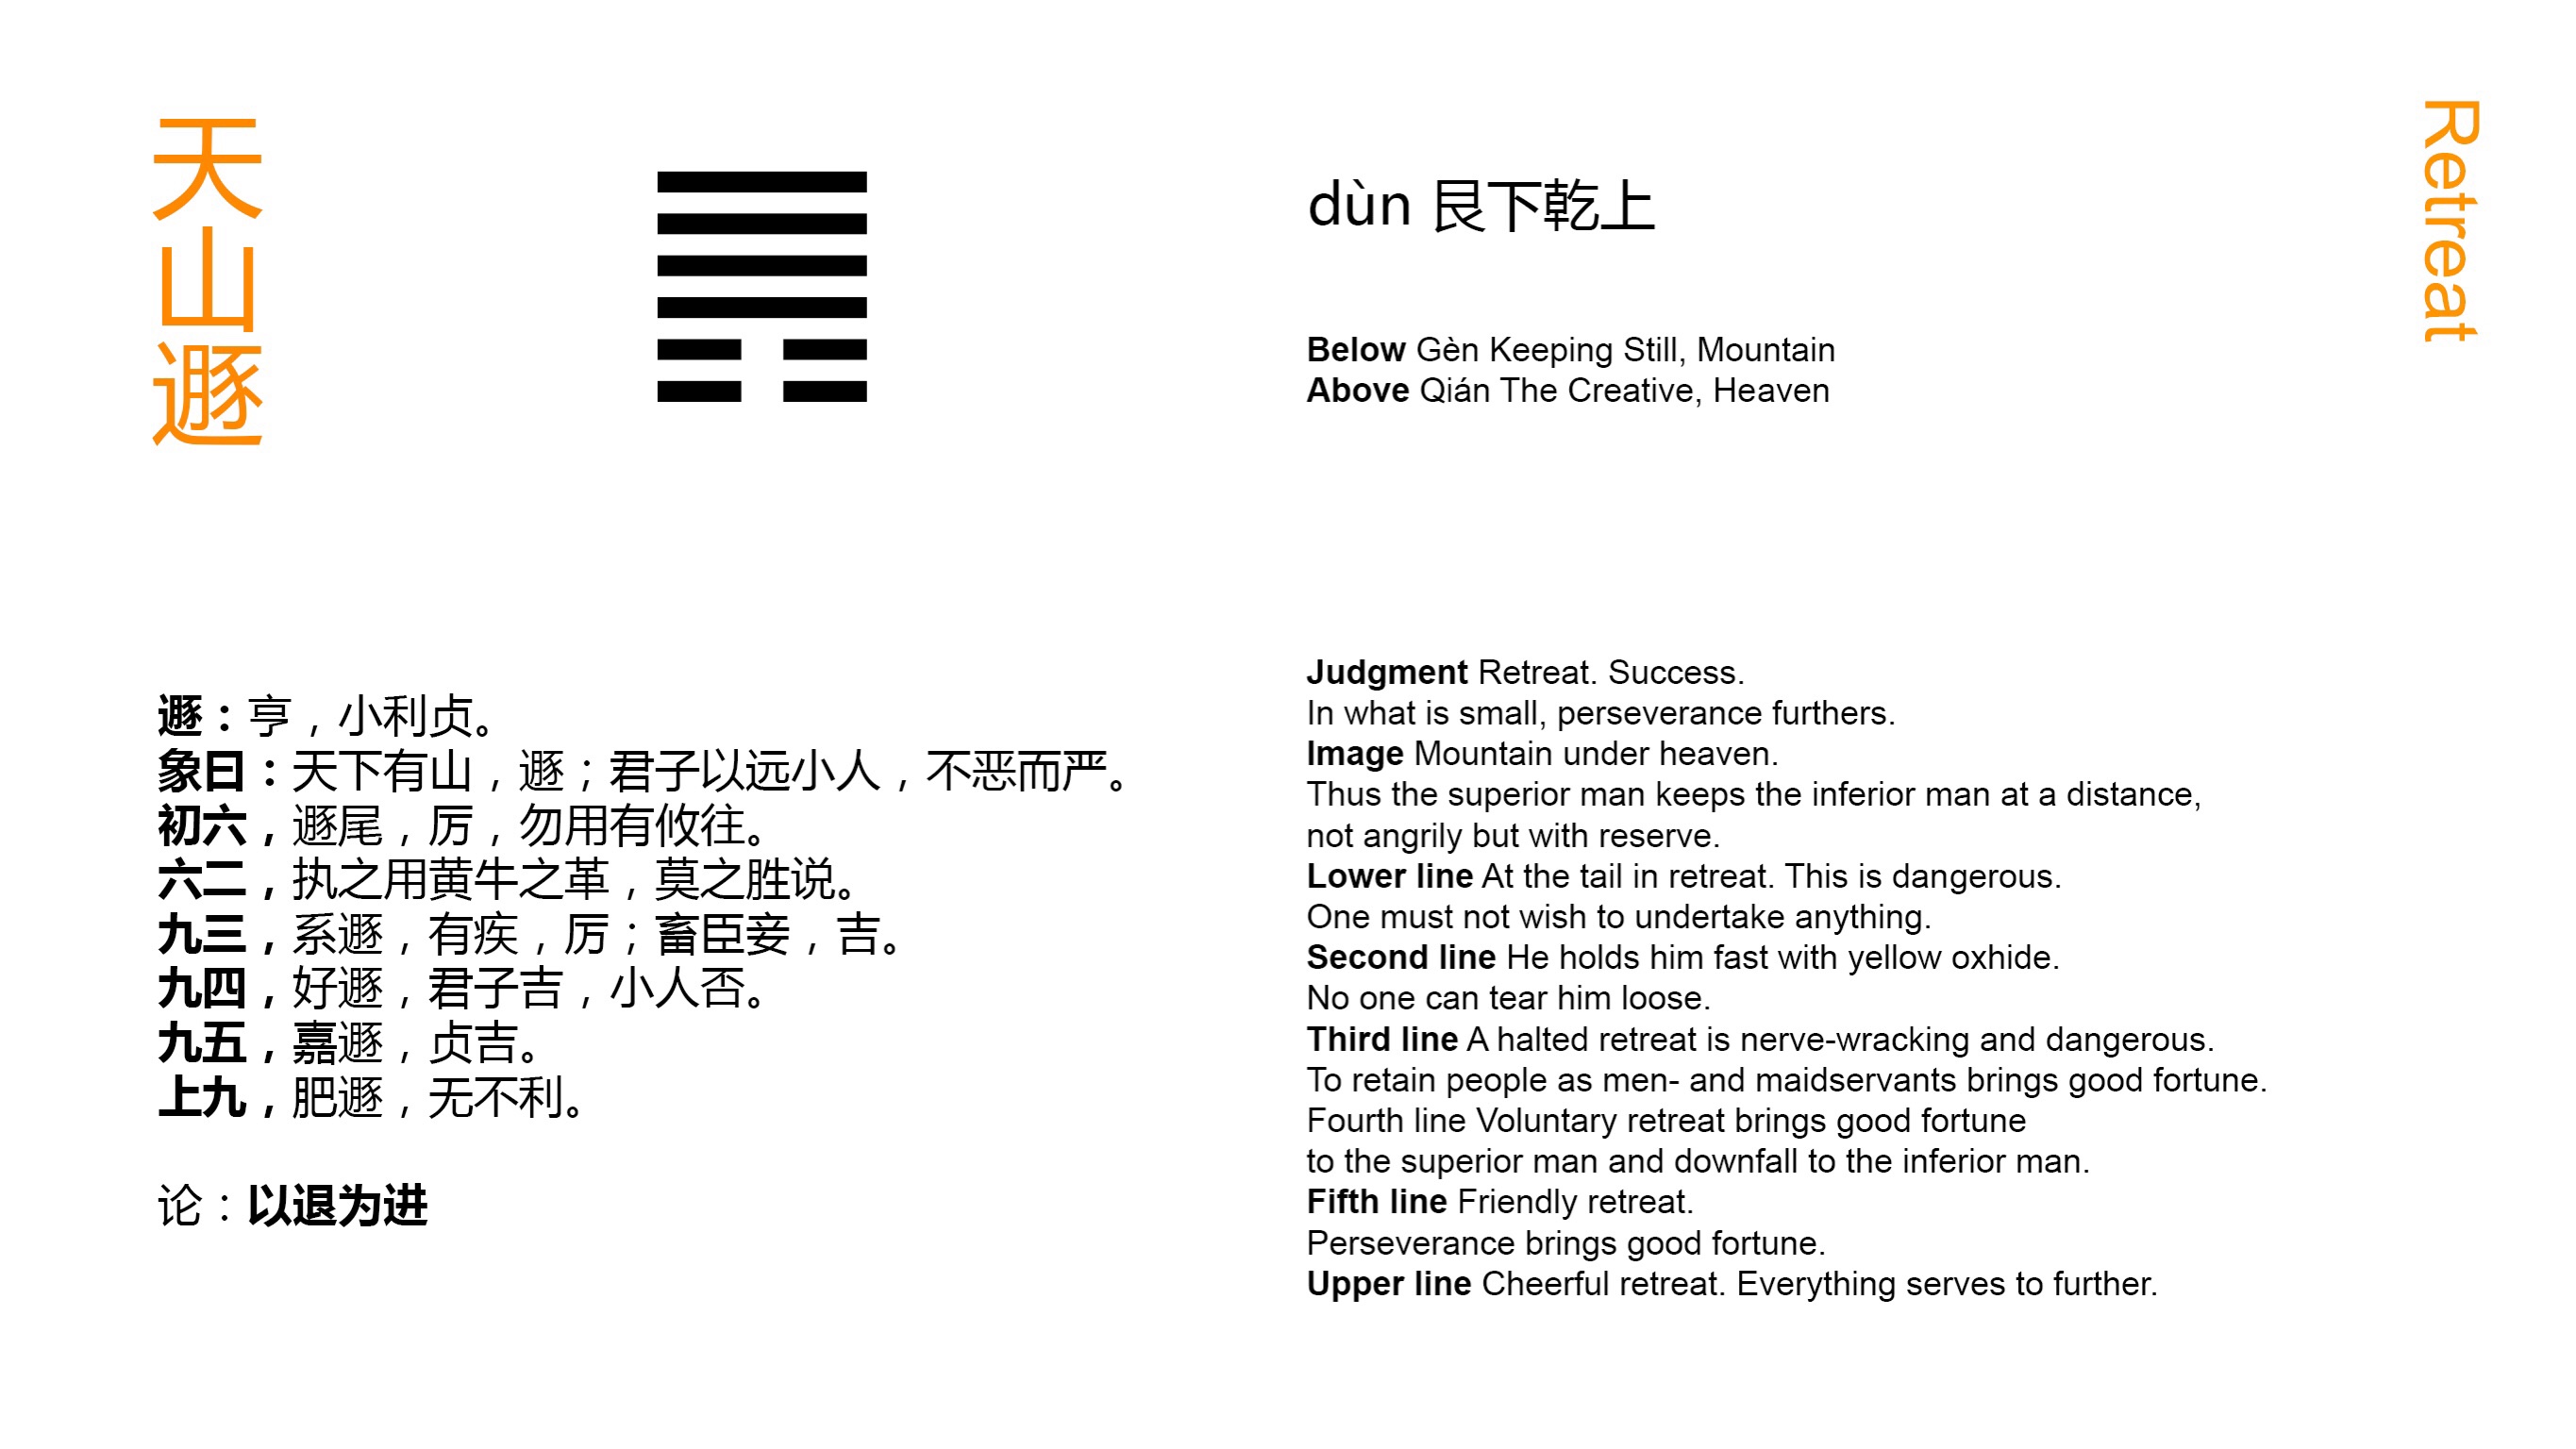 天山遯
dùn 艮下乾上
Below Gèn Keeping Still, Mountain
Above Qián The Creative, Heaven
Retreat
遯：亨，小利贞。
象曰：天下有山，遯；君子以远小人，不恶而严。
初六，遯尾，厉，勿用有攸往。
六二，执之用黄牛之革，莫之胜说。
九三，系遯，有疾，厉；畜臣妾，吉。
九四，好遯，君子吉，小人否。
九五，嘉遯，贞吉。
上九，肥遯，无不利。
论：以退为进
Judgment Retreat. Success.
In what is small, perseverance furthers.
Image Mountain under heaven.
Thus the superior man keeps the inferior man at a distance,
not angrily but with reserve.
Lower line At the tail in retreat. This is dangerous.
One must not wish to undertake anything.
Second line He holds him fast with yellow oxhide.
No one can tear him loose.
Third line A halted retreat is nerve-wracking and dangerous.
To retain people as men- and maidservants brings good fortune.
Fourth line Voluntary retreat brings good fortune
to the superior man and downfall to the inferior man.
Fifth line Friendly retreat.
Perseverance brings good fortune.
Upper line Cheerful retreat. Everything serves to further.